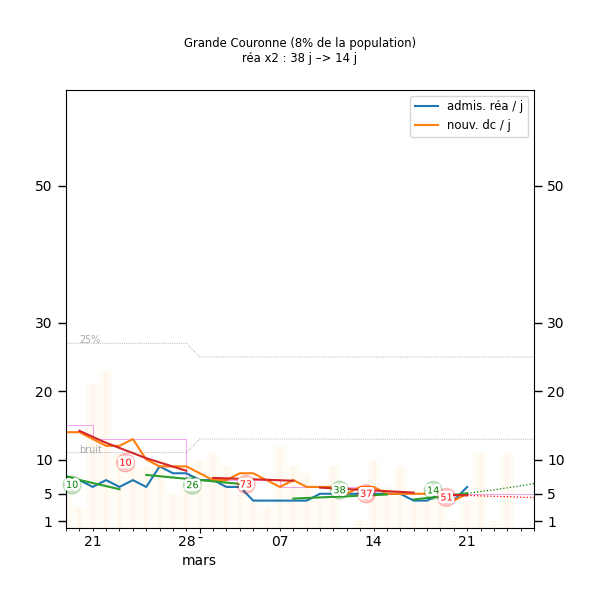 Grande Couronne (8% de la population)
réa x2 : 38 j −> 14 j
admis. réa / j
nouv. dc / j
50 50
30 30
25%
20 20
bruit
10 10
10 10 26 73 38 37 14 51
5 5
1 1
21 28 - 07 14 21
mars